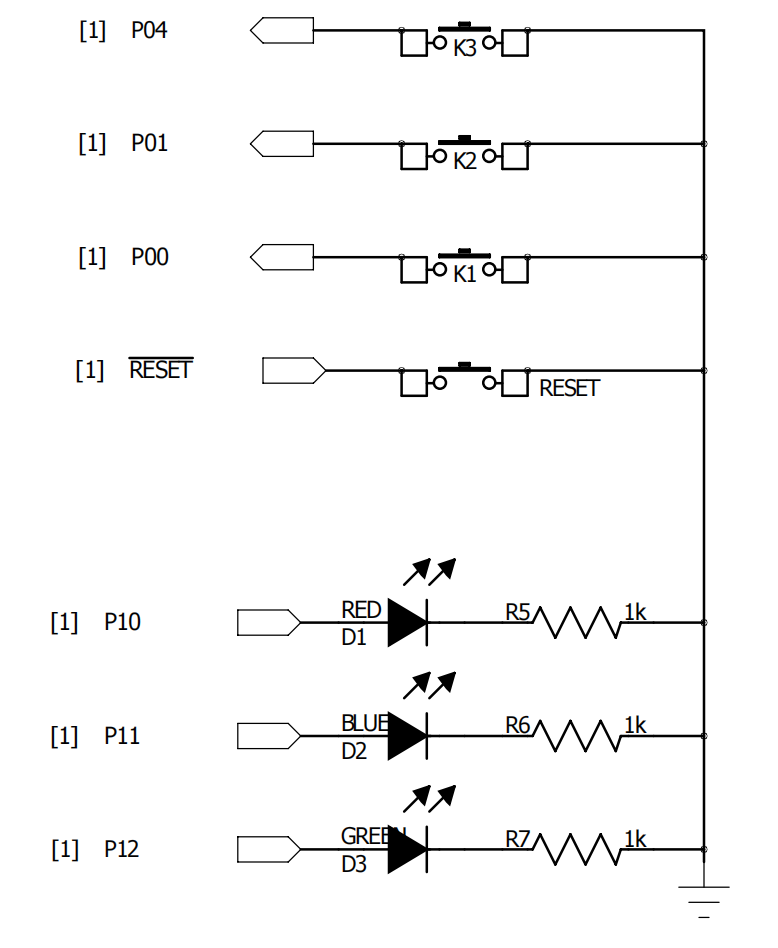 [1] P04
K3
[1] P01
K2
[1] P00
K1
[1] RESET
RESET
[1] P10
RED
D1
R5 1k
[1] P11
BLUE
D2
R6 1k
[1] P12
GREEN
D3
R7 1k